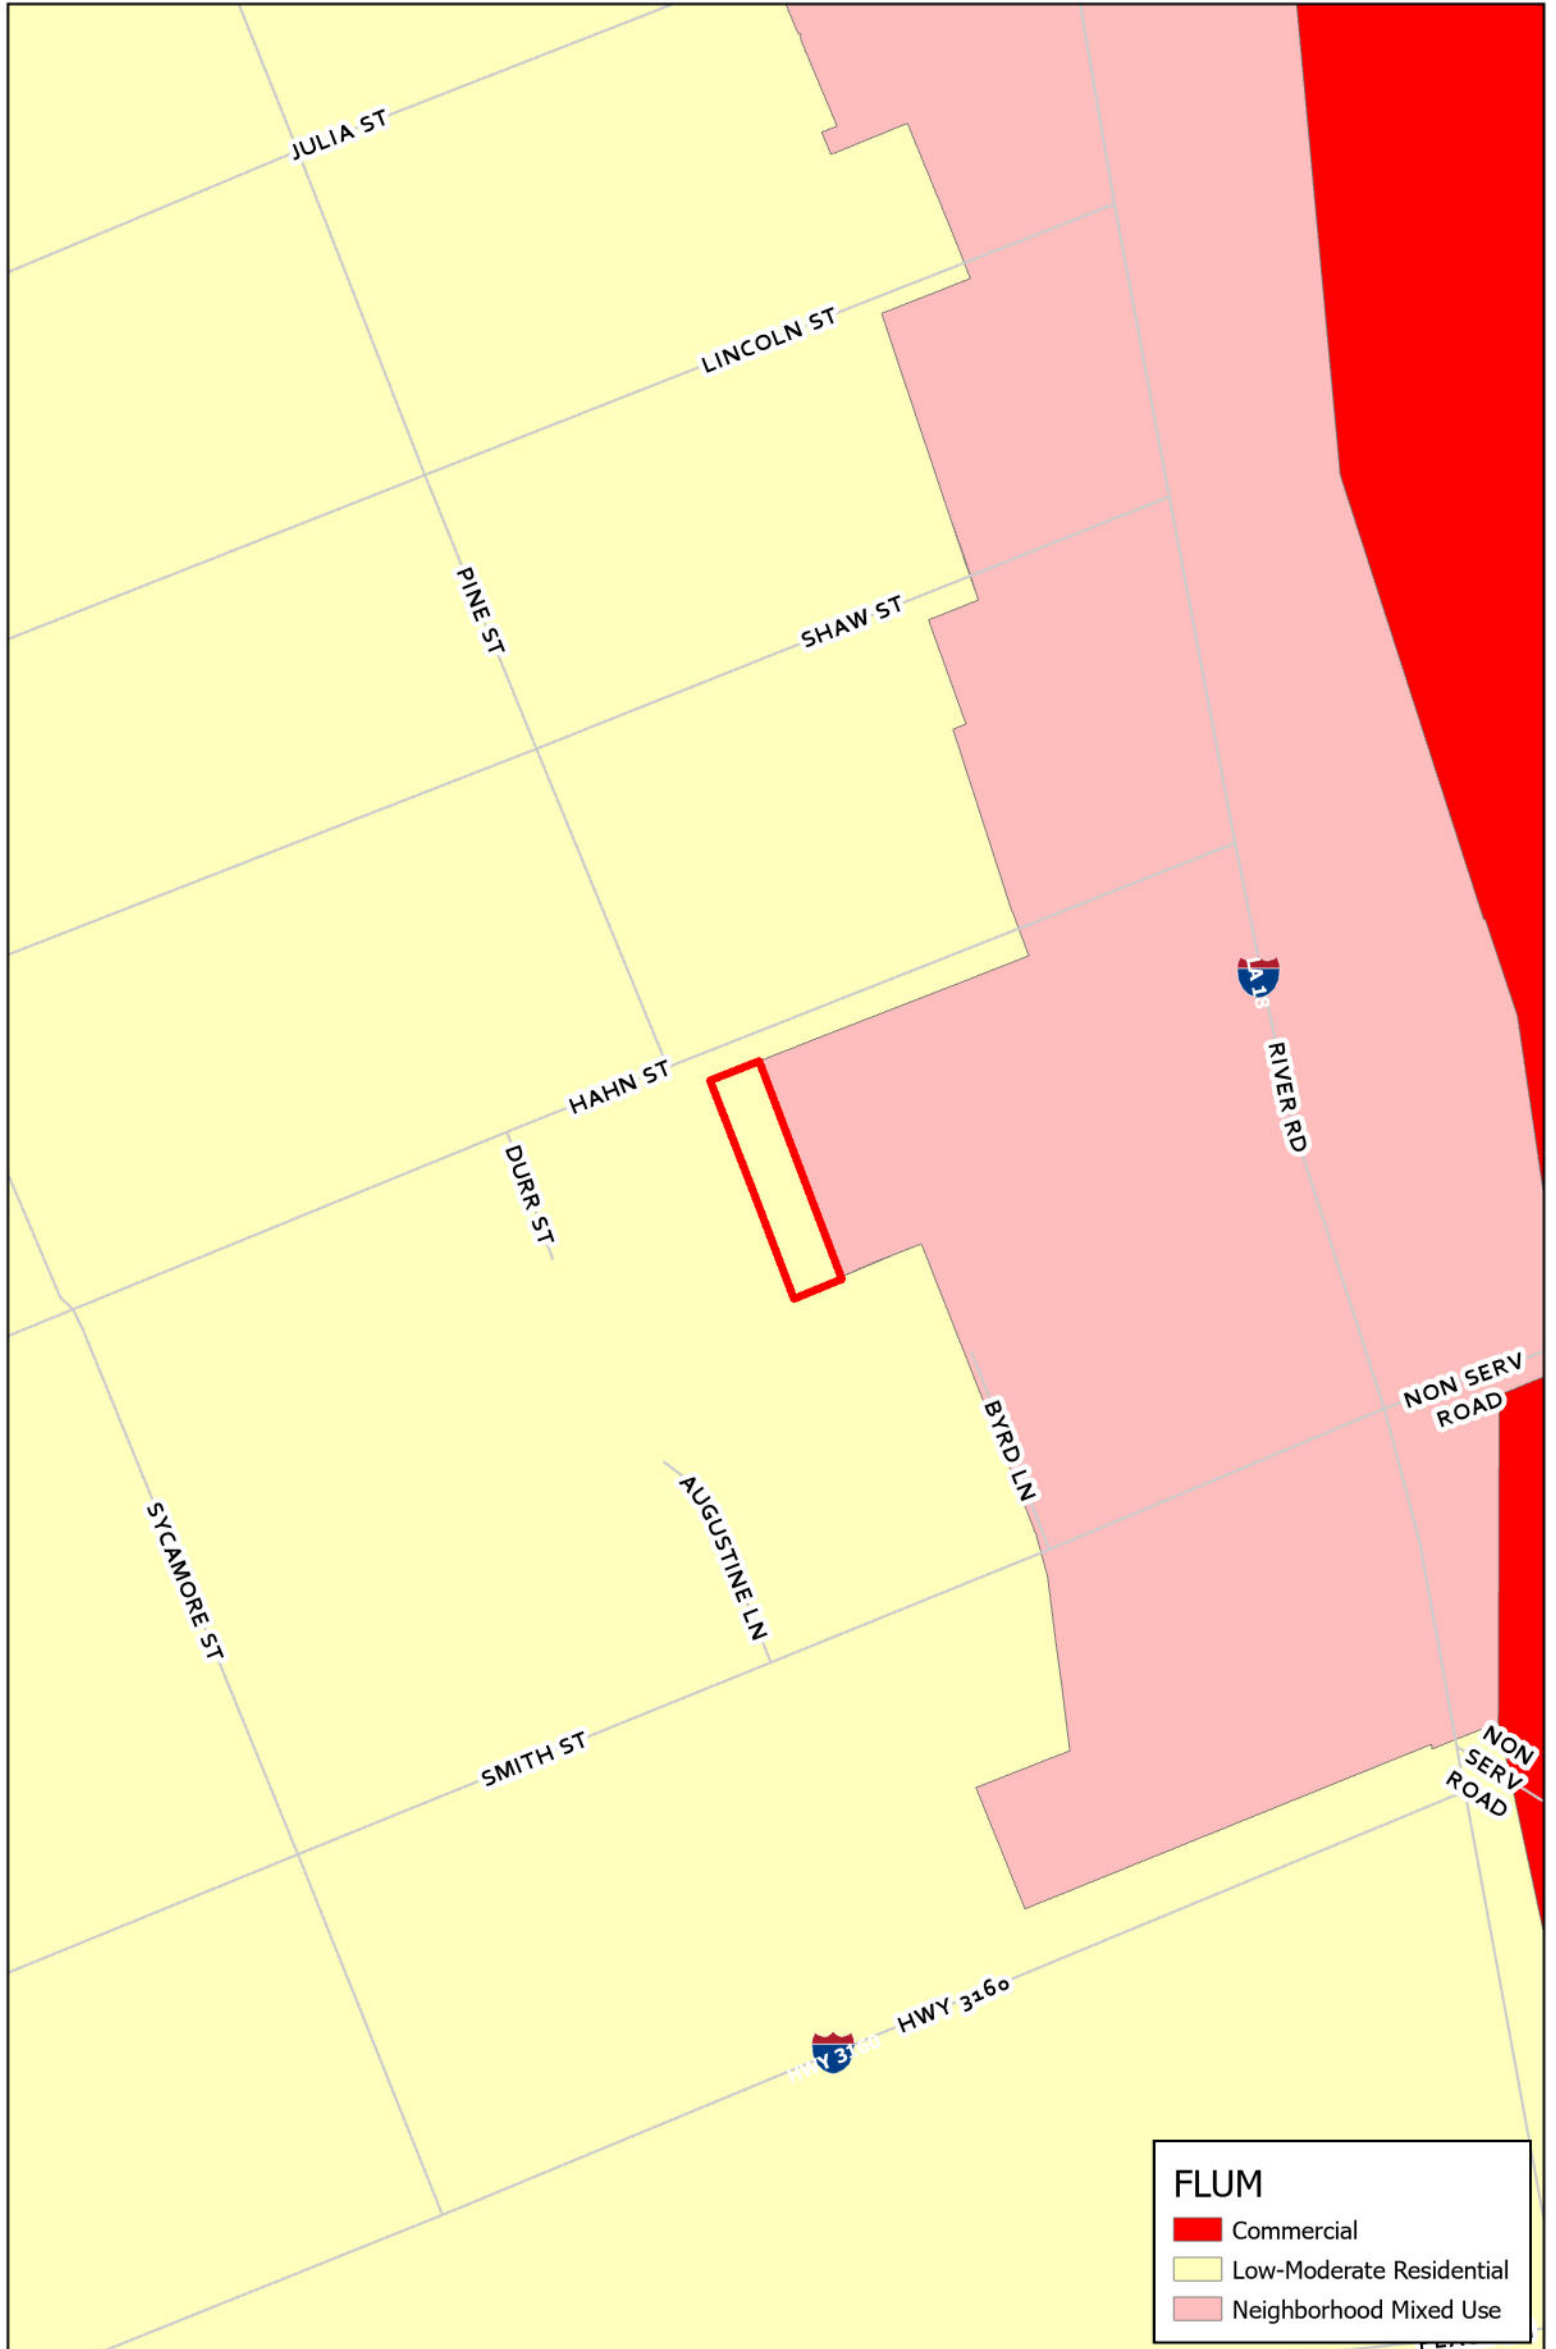 JULIA ST
LINCOLN ST
PINE ST
SHAW ST
LA 18
HAHN ST
RIVER RD
DURR ST
NON SERV
ROAD
BYRD LN
AUGUSTINE LN
SYCAMORE ST
SMITH ST
NON
SERV
ROAD
HWY 3160
HWY 3160
FLUM
Commercial
Low-Moderate Residential
Neighborhood Mixed Use